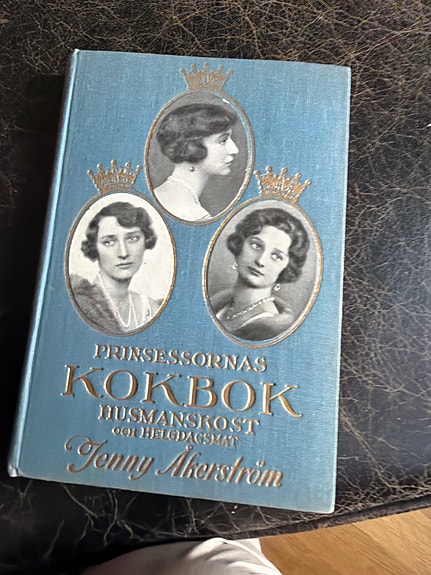 PRINSESSORNAS
KOKBOK
HUSMANSKOST
OCH HELGDAGSMAT
Jenny Åkerström